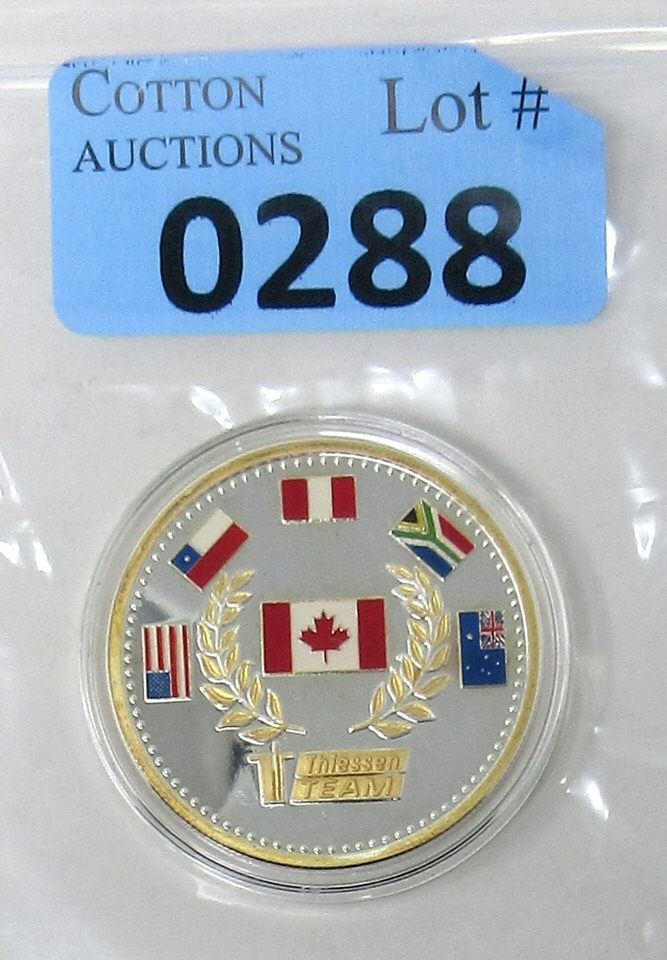 COTTON
AUCTIONS
Lot #
0288
Thiessen
TEAM